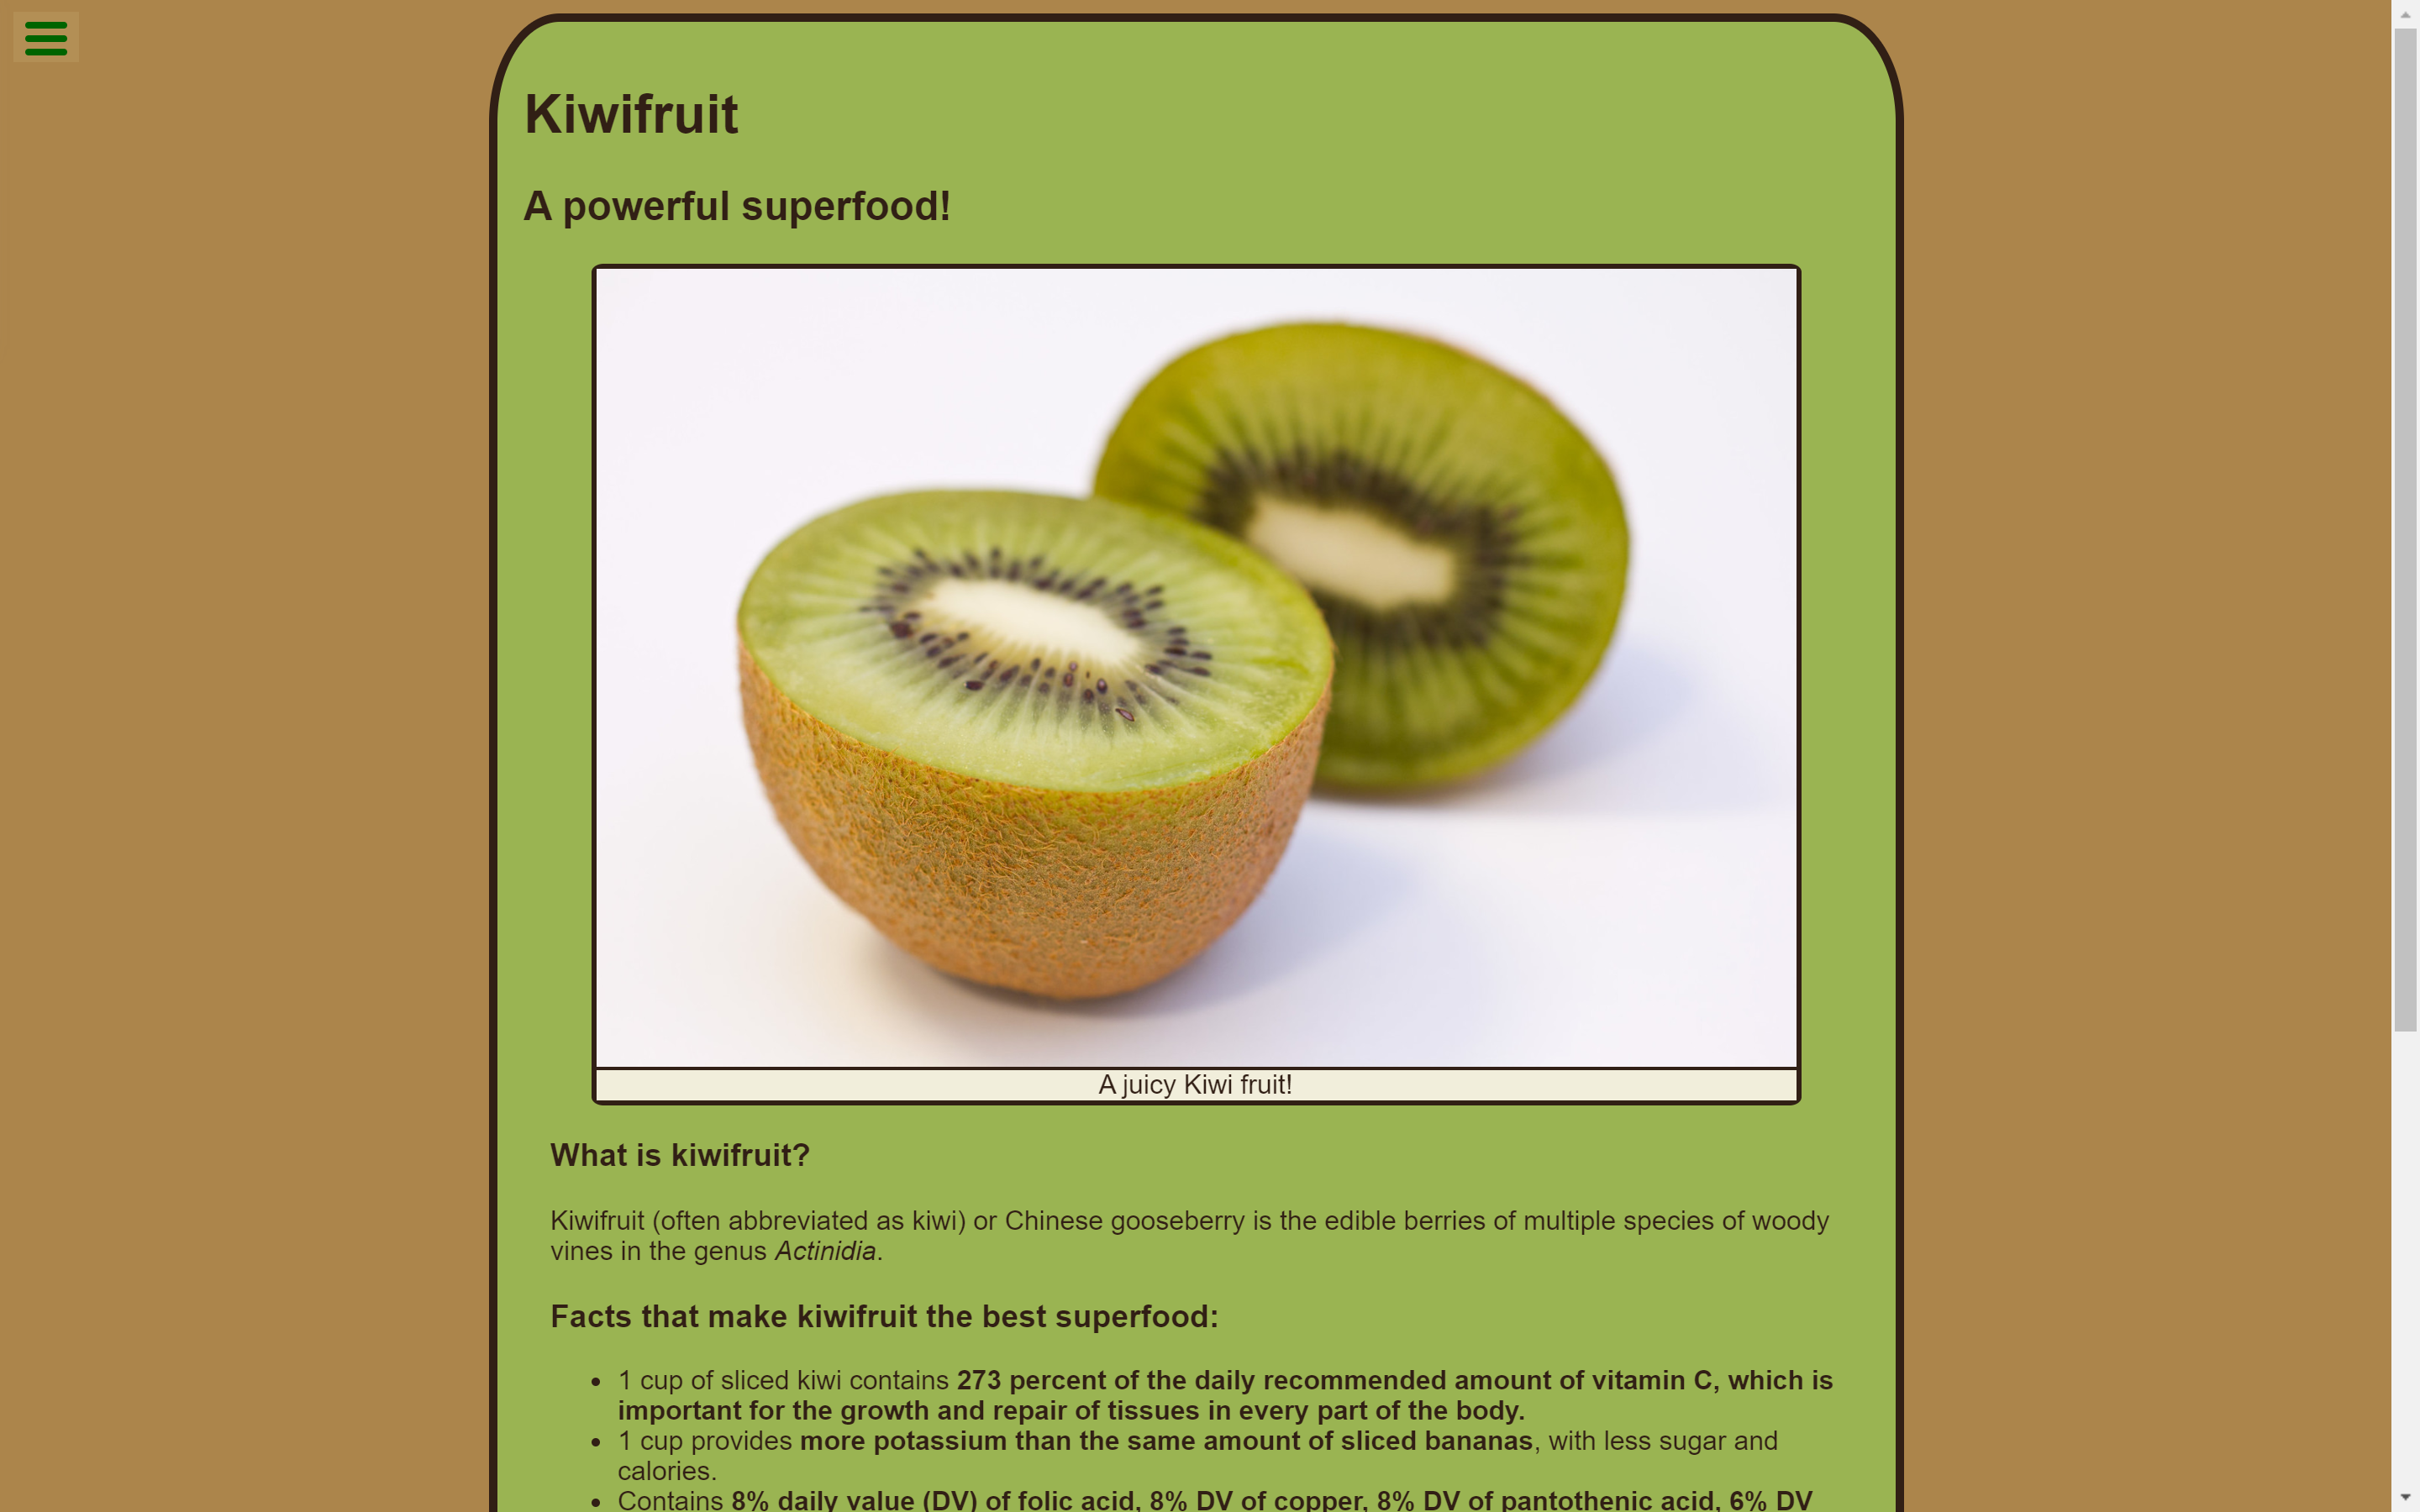 Kiwifruit
A powerful superfood!
A juicy Kiwi fruit!
What is kiwifruit?
Kiwifruit (often abbreviated as kiwi) or Chinese gooseberry is the edible berries of multiple species of woody
vines in the genus Actinidia.
Facts that make kiwifruit the best superfood:
• 1 cup of sliced kiwi contains 273 percent of the daily recommended amount of vitamin C, which is
important for the growth and repair of tissues in every part of the body.
• 1 cup provides more potassium than the same amount of sliced bananas, with less sugar and
calories.
• Contains 8% daily value (DV) of folic acid, 8% DV of copper, 8% DV of pantothenic acid, 6% DV